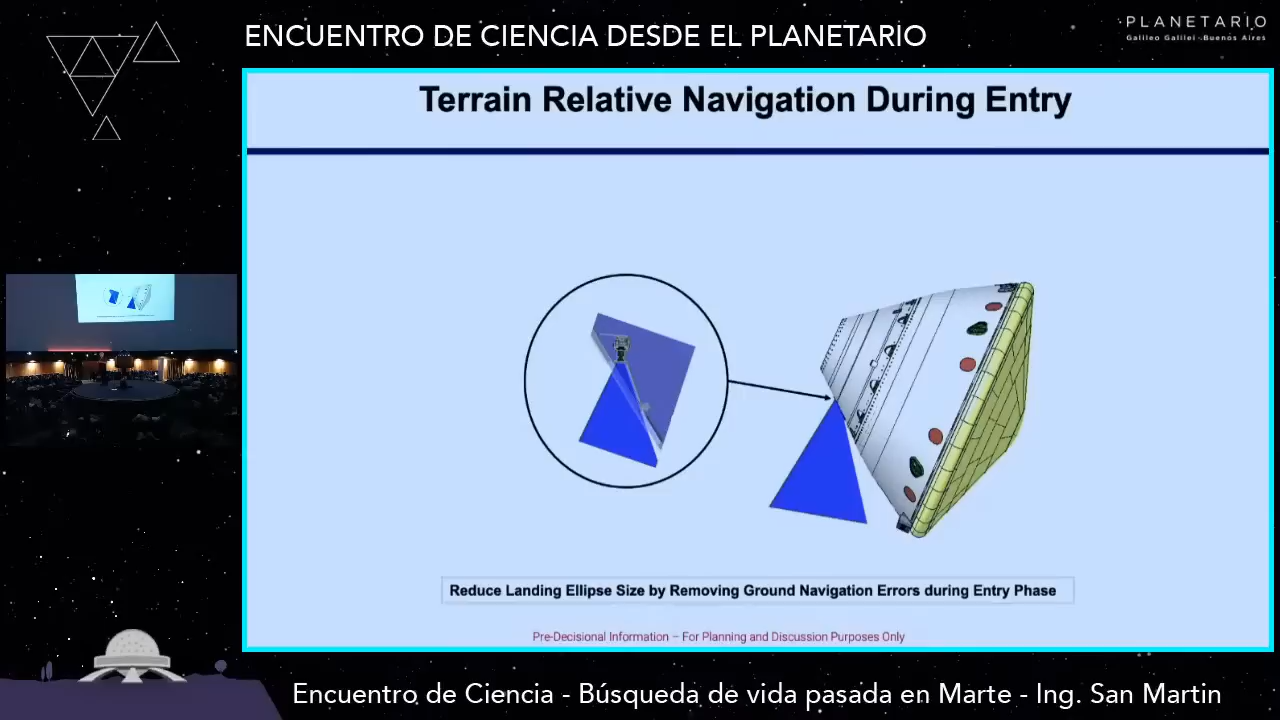 ENCUENTRO DE CIENCIA DESDE EL PLANETARIO
PLANETARIO
Galileo Galilei - Buenos Aires
Terrain Relative Navigation During Entry
Reduce Landing Ellipse Size by Removing Ground Navigation Errors during Entry Phase
Pre-Decisional Information – For Planning and Discussion Purposes Only
Encuentro de Ciencia - Búsqueda de vida pasada en Marte - Ing. San Martin